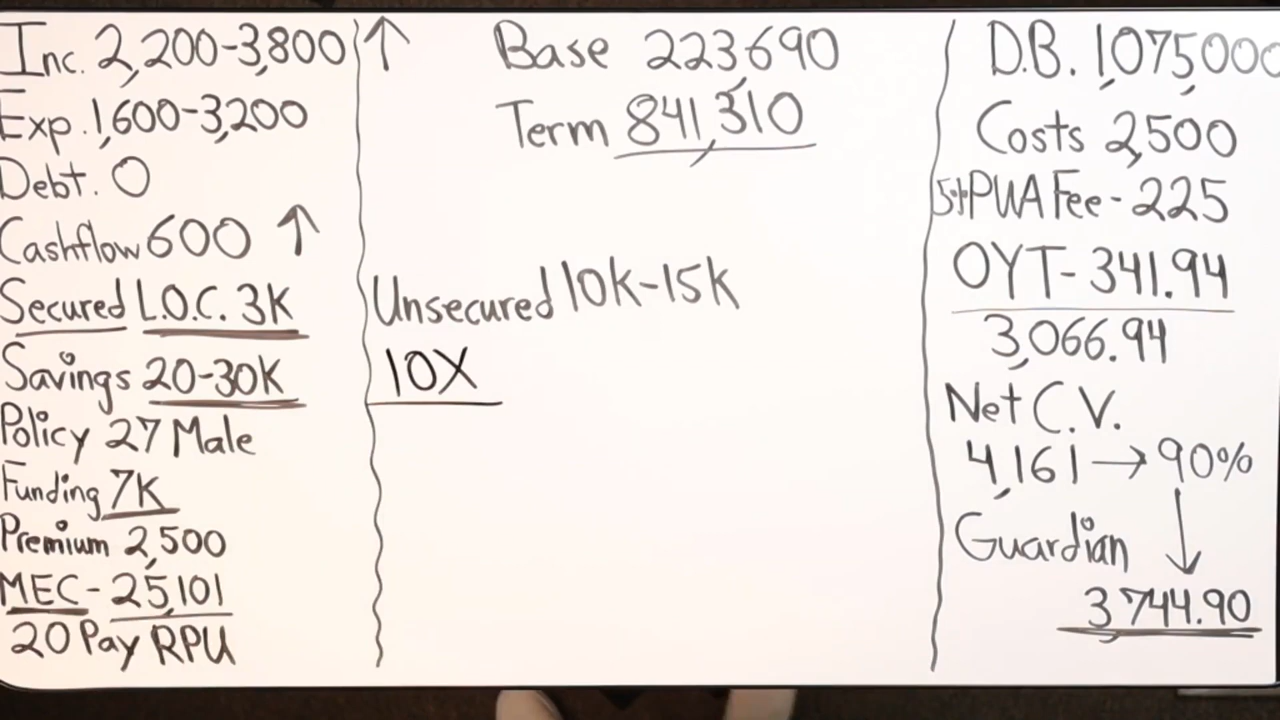 Inc. 2,200-3,800 ↑
Exp. 1,600-3,200
Debt. 0
Cashflow 600 ↑
Secured L.O.C. 3K
Savings 20-30K
Policy 27 Male
Funding 7K
Premium 2,500
MEC - 25,101
20 Pay RPU
Base 223,690
Term 841,310
Unsecured 10K-15K
10X
D.B. 1,075,000
Costs 2,500
PUA Fee - 225
OYT - 341.94
3,066.94
Net C.V.
4,161 → 90%
Guardian
3,744.90